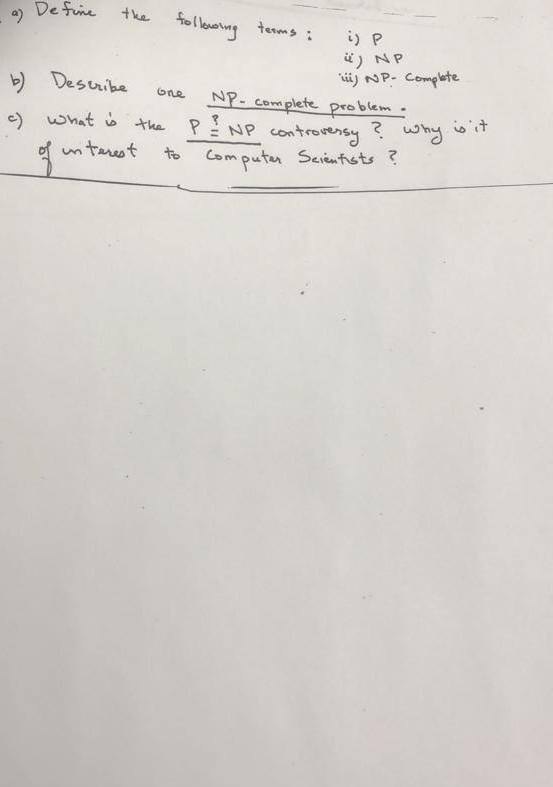 a) Define the following terms : i) P
ii) NP
iii) NP- Complete
b) Describe one NP- complete problem.
c) What is the P ≟ NP controversy ? Why is it
of interest to Computer Scientists ?